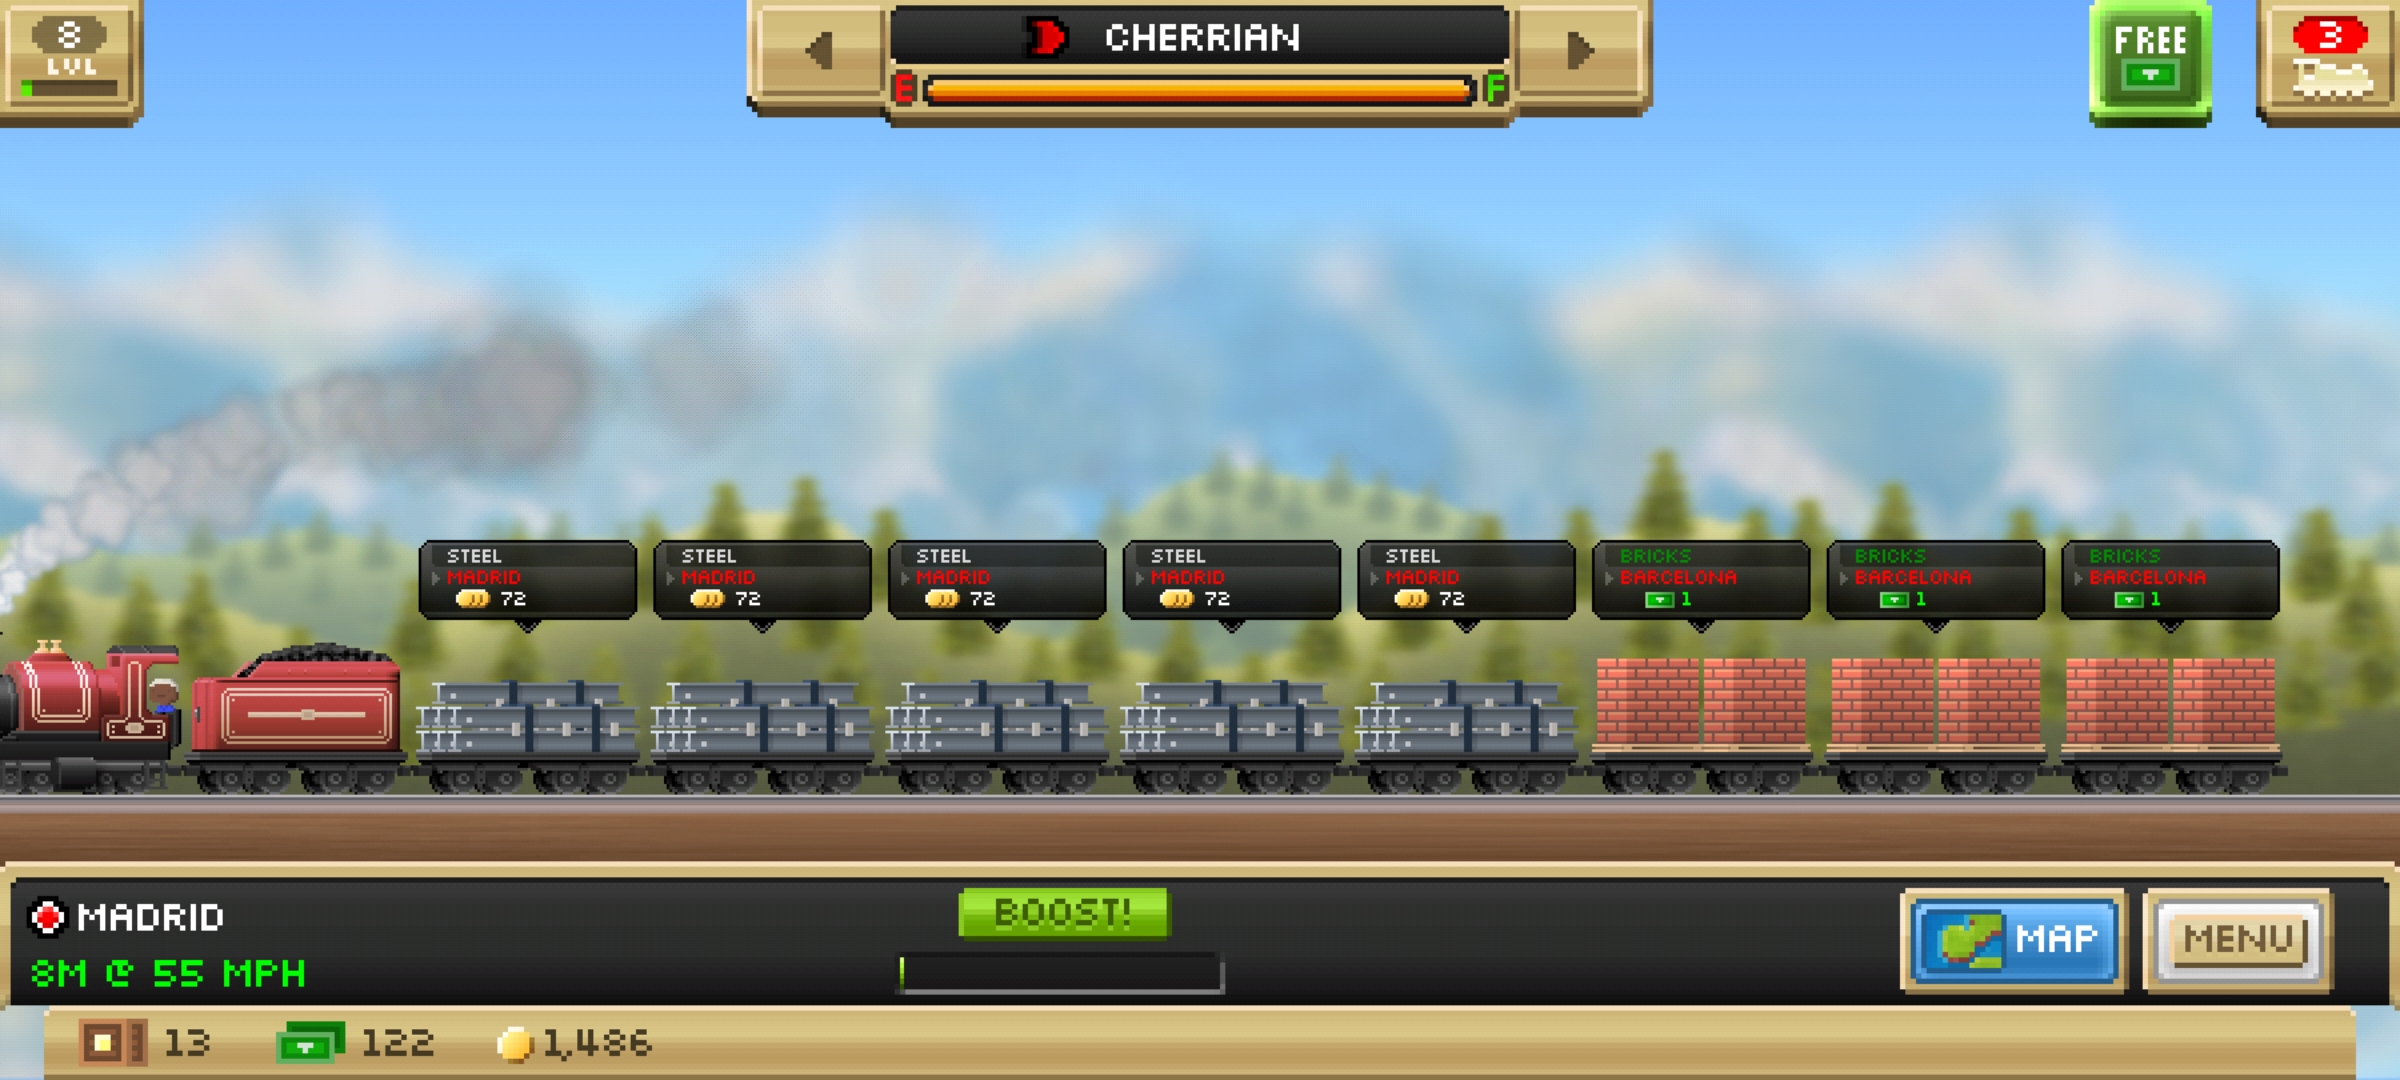 8
LVL
CHERRIAN
E F
FREE
3
STEEL
MADRID
72
STEEL
MADRID
72
STEEL
MADRID
72
STEEL
MADRID
72
STEEL
MADRID
72
BRICKS
BARCELONA
1
BRICKS
BARCELONA
1
BRICKS
BARCELONA
1
MADRID
8M @ 55 MPH
BOOST!
MAP
MENU
13
122
1,486